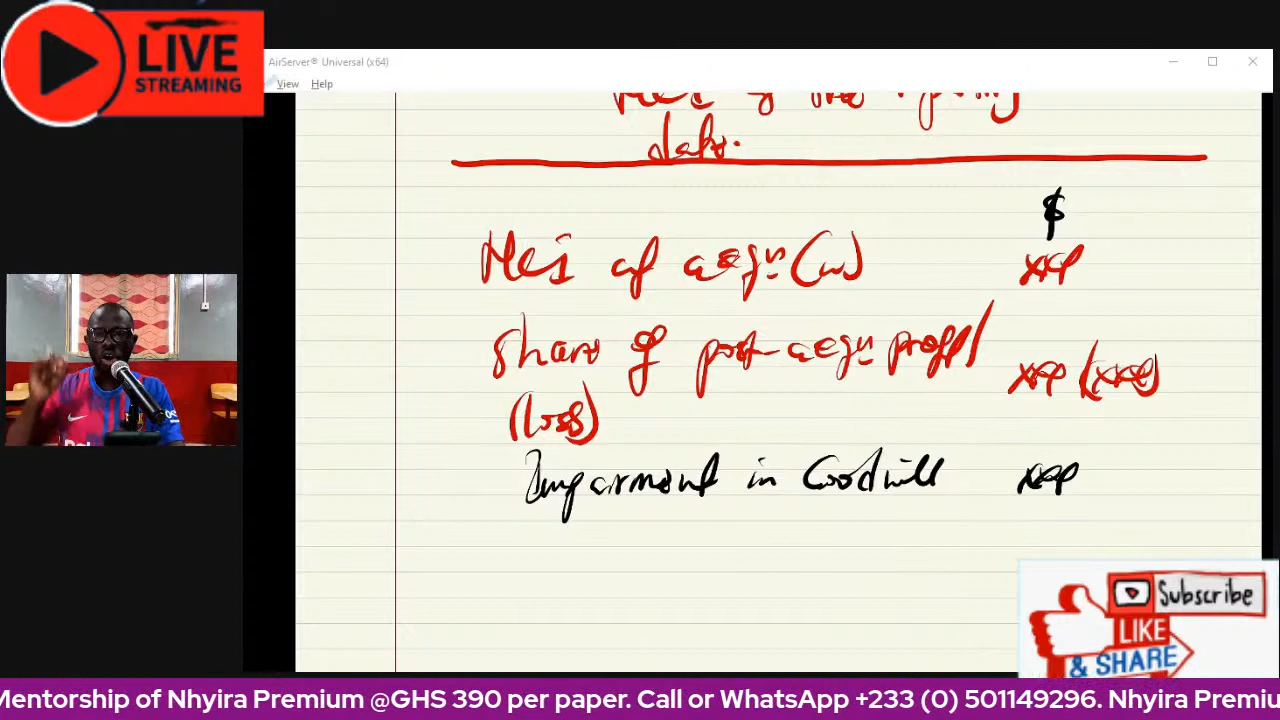 LIVE
STREAMING
AirServer® Universal (x64)
View Help
date.
$
of acqn (w) xxx
Share of post-acqn profit/
(loss) xxx (xxx)
Impairment in Goodwill xxx
Subscribe
LIKE
& SHARE
Mentorship of Nhyira Premium @GHS 390 per paper. Call or WhatsApp +233 (0) 501149296. Nhyira Premiu